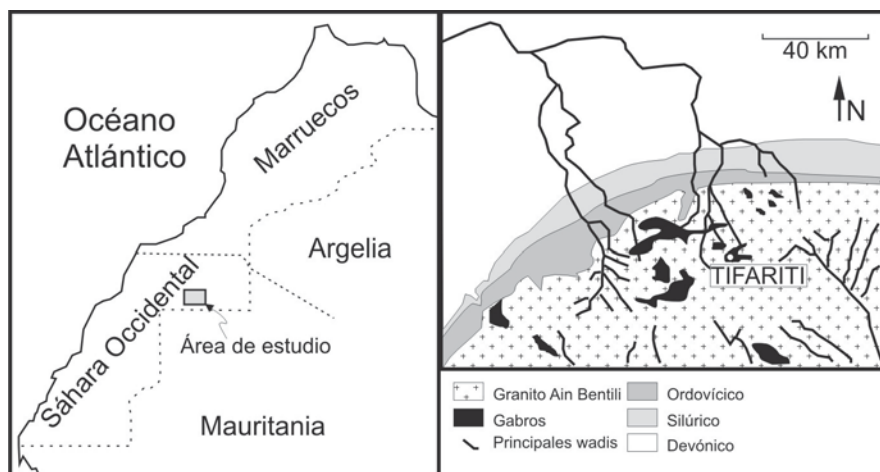 Océano
Atlántico
Marruecos
Argelia
Sáhara Occidental
Área de estudio
Mauritania
40 km
N
TIFARITI
Granito Ain Bentili
Ordovícico
Gabros
Silúrico
Principales wadis
Devónico